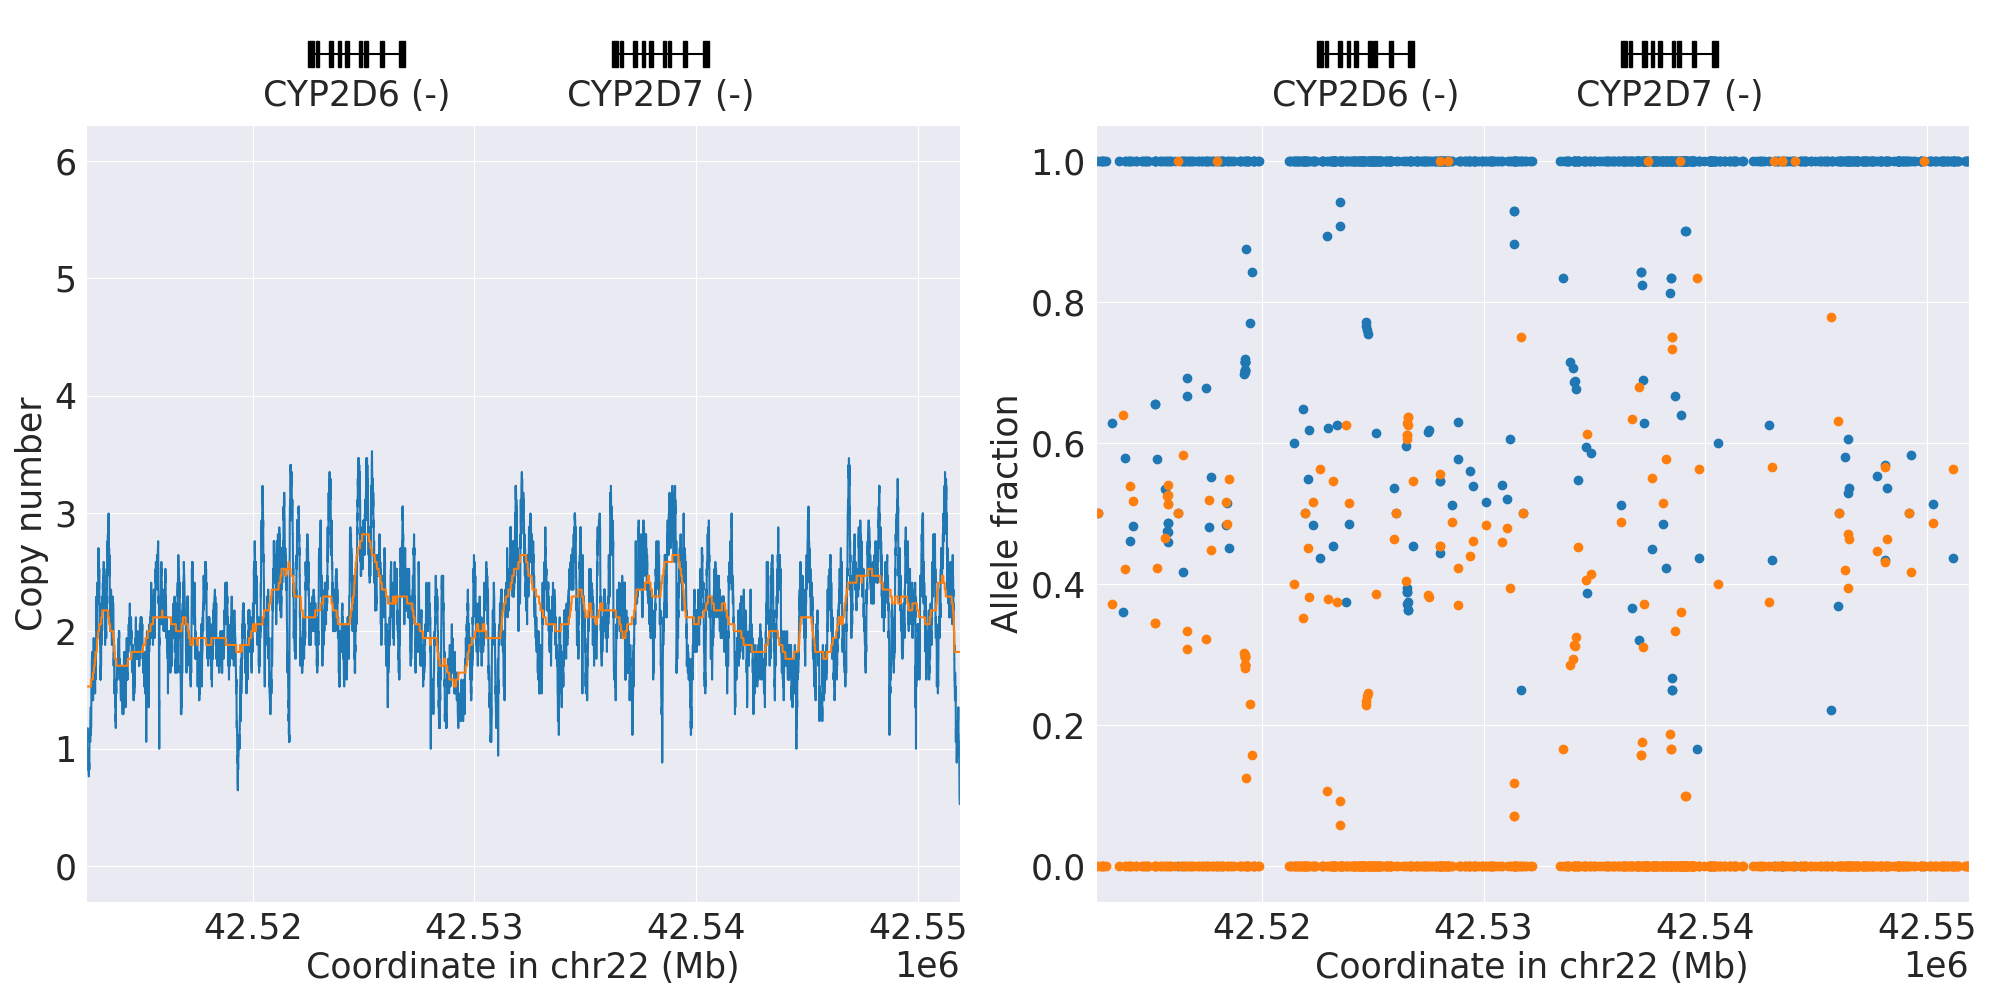 CYP2D6 (-) CYP2D7 (-)
6
5
4
3
2
1
0
Copy number
42.52 42.53 42.54 42.55
Coordinate in chr22 (Mb) 1e6
CYP2D6 (-) CYP2D7 (-)
1.0
0.8
0.6
0.4
0.2
0.0
Allele fraction
42.52 42.53 42.54 42.55
Coordinate in chr22 (Mb) 1e6